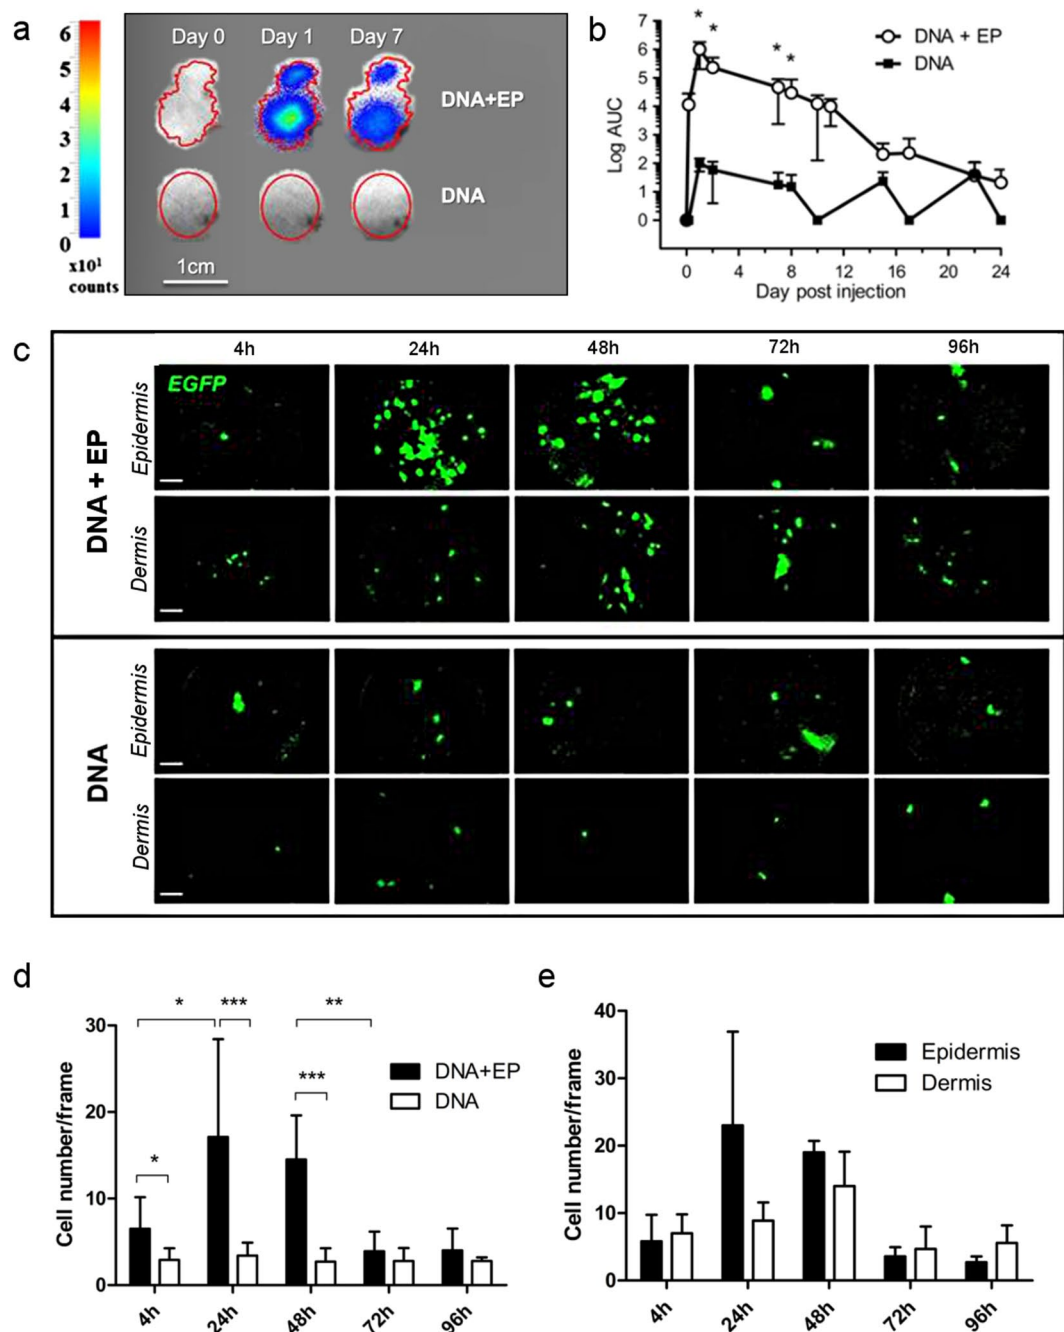 a
6
5
4
3
2
1
0
x10¹
counts
Day 0 Day 1 Day 7
DNA+EP
DNA
1cm
b
7
6
5
4
3
2
1
0
Log AUC
* * * *
DNA + EP
DNA
0 4 8 12 16 20 24
Day post injection
c
4h 24h 48h 72h 96h
DNA + EP
Epidermis
EGFP
Dermis
DNA
Epidermis
Dermis
d
* *** **
***
*
30
20
10
0
Cell number/frame
DNA+EP
DNA
4h 24h 48h 72h 96h
e
40
30
20
10
0
Cell number/frame
Epidermis
Dermis
4h 24h 48h 72h 96h